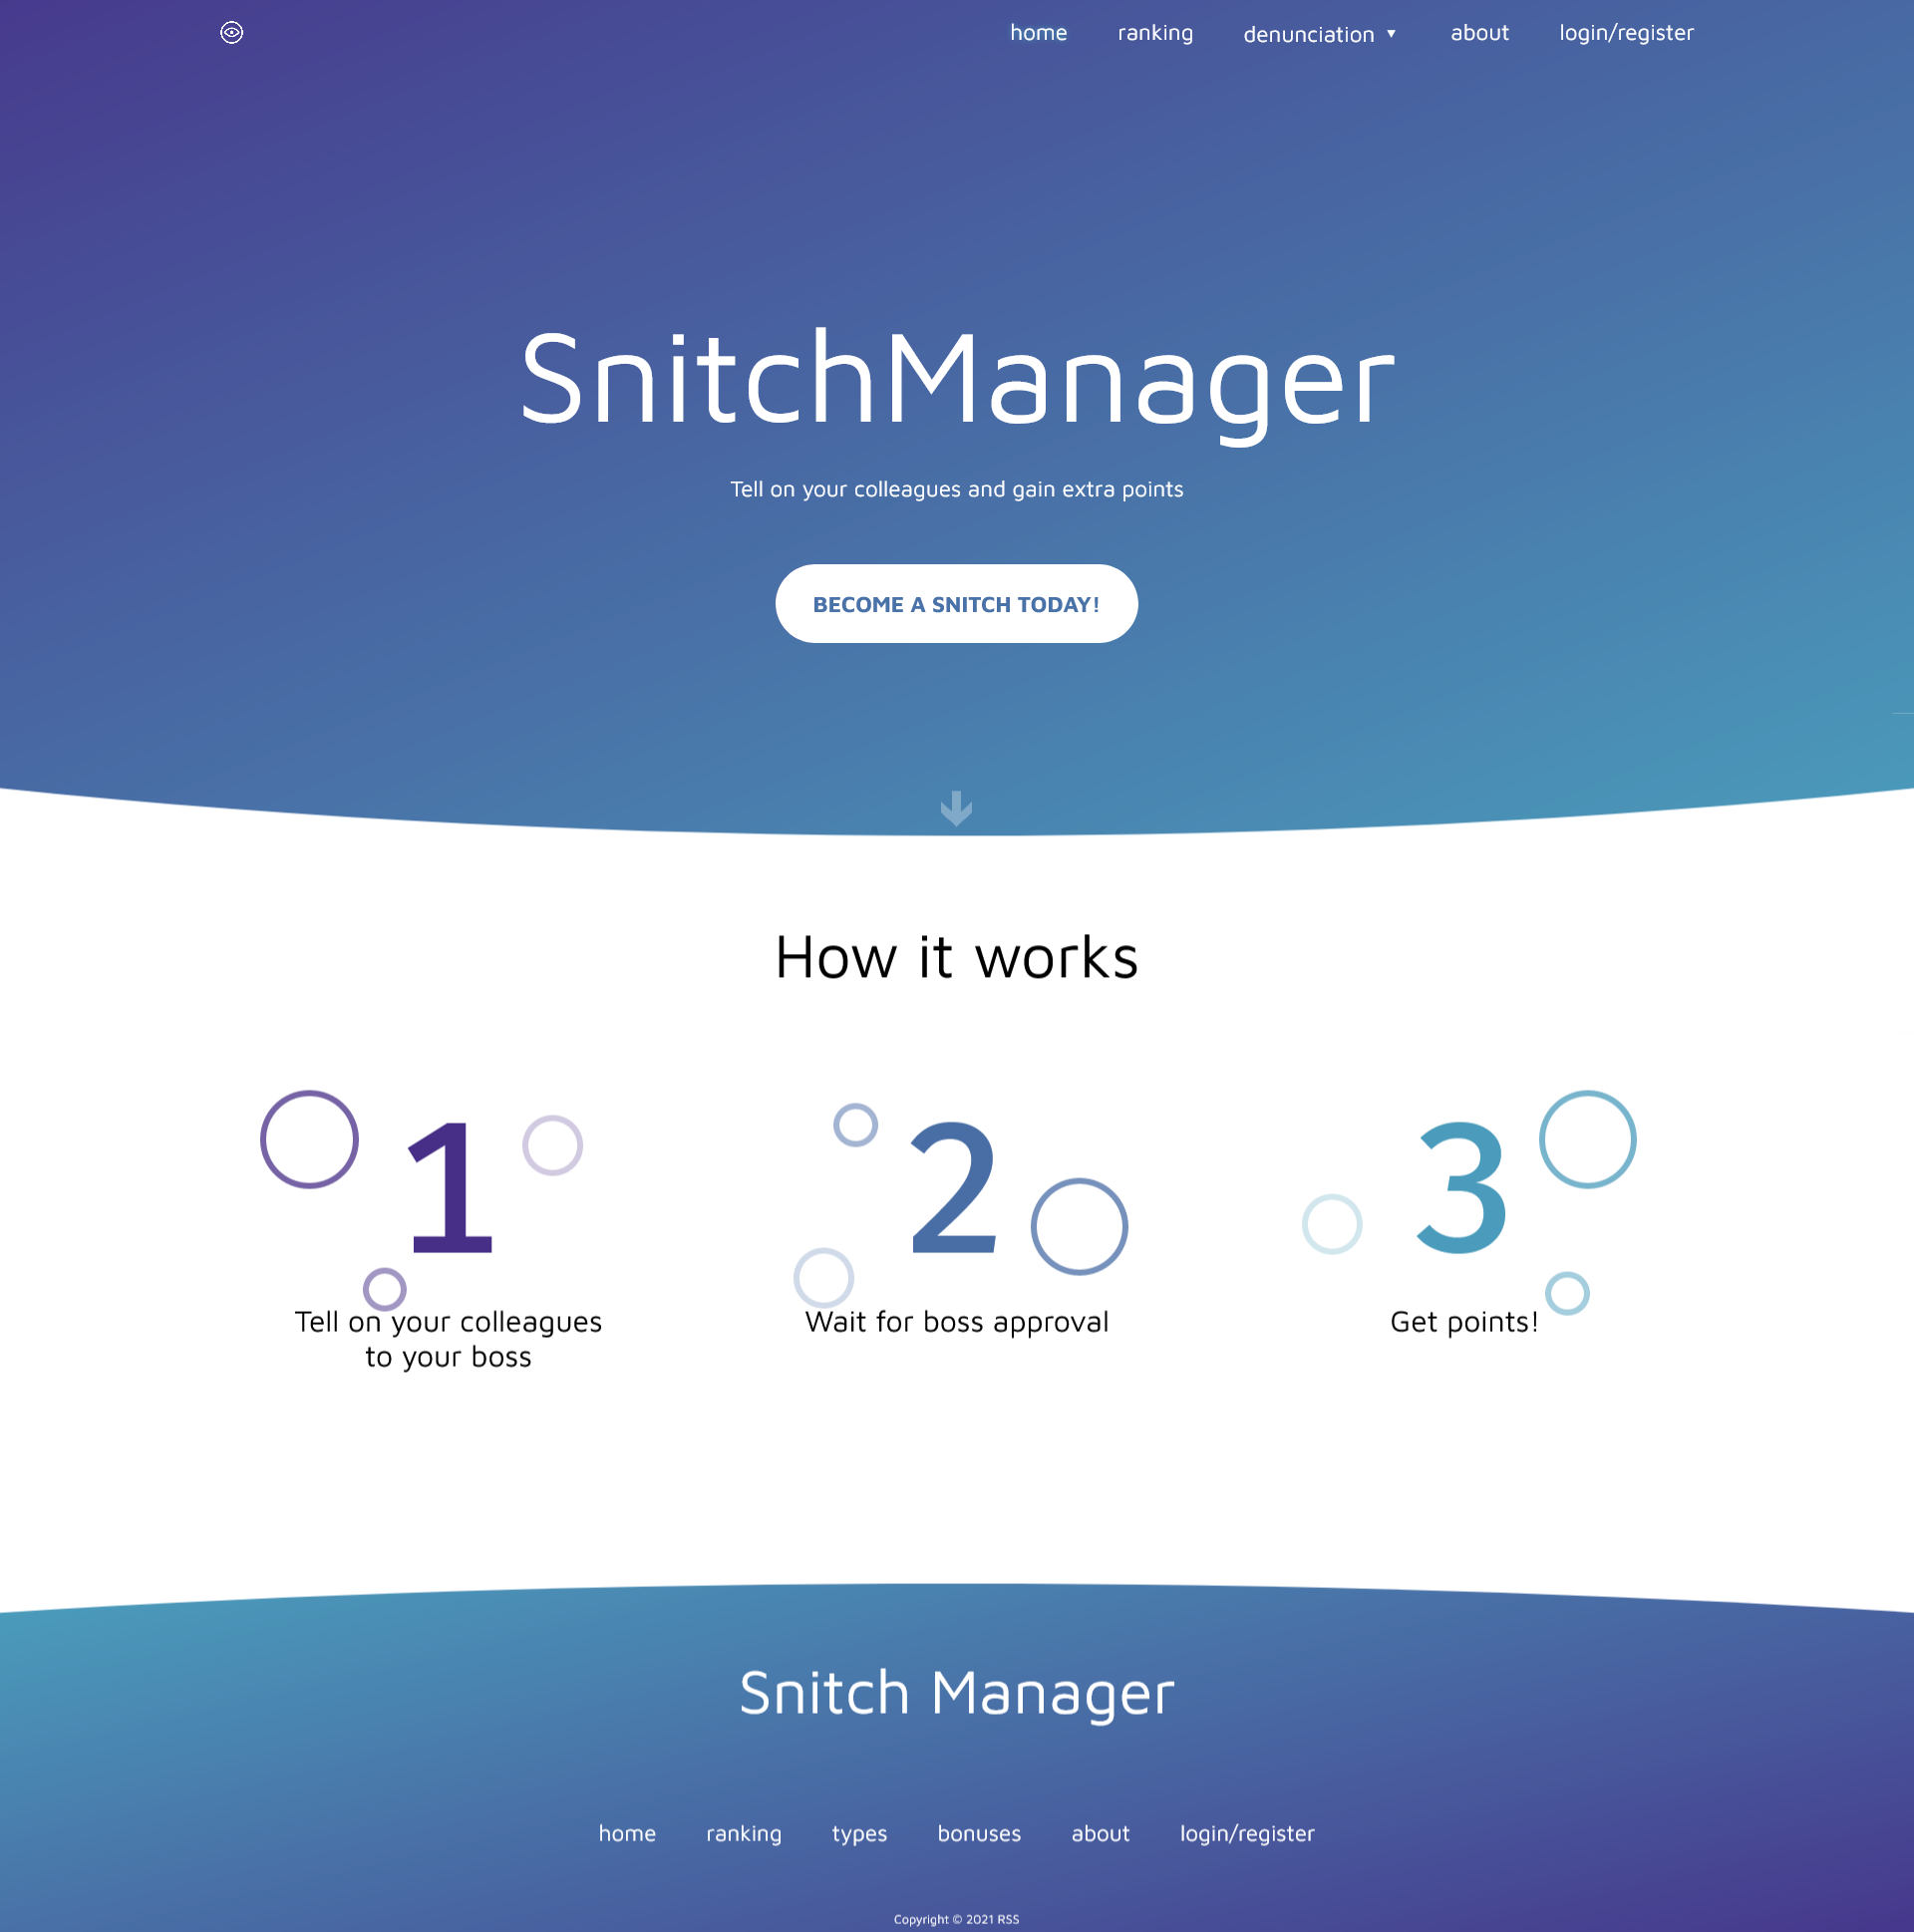 home ranking denunciation ▼ about login/register
SnitchManager
Tell on your colleagues and gain extra points
BECOME A SNITCH TODAY!
How it works
1
Tell on your colleagues
to your boss
2
Wait for boss approval
3
Get points!
Snitch Manager
home ranking types bonuses about login/register
Copyright © 2021 RSS